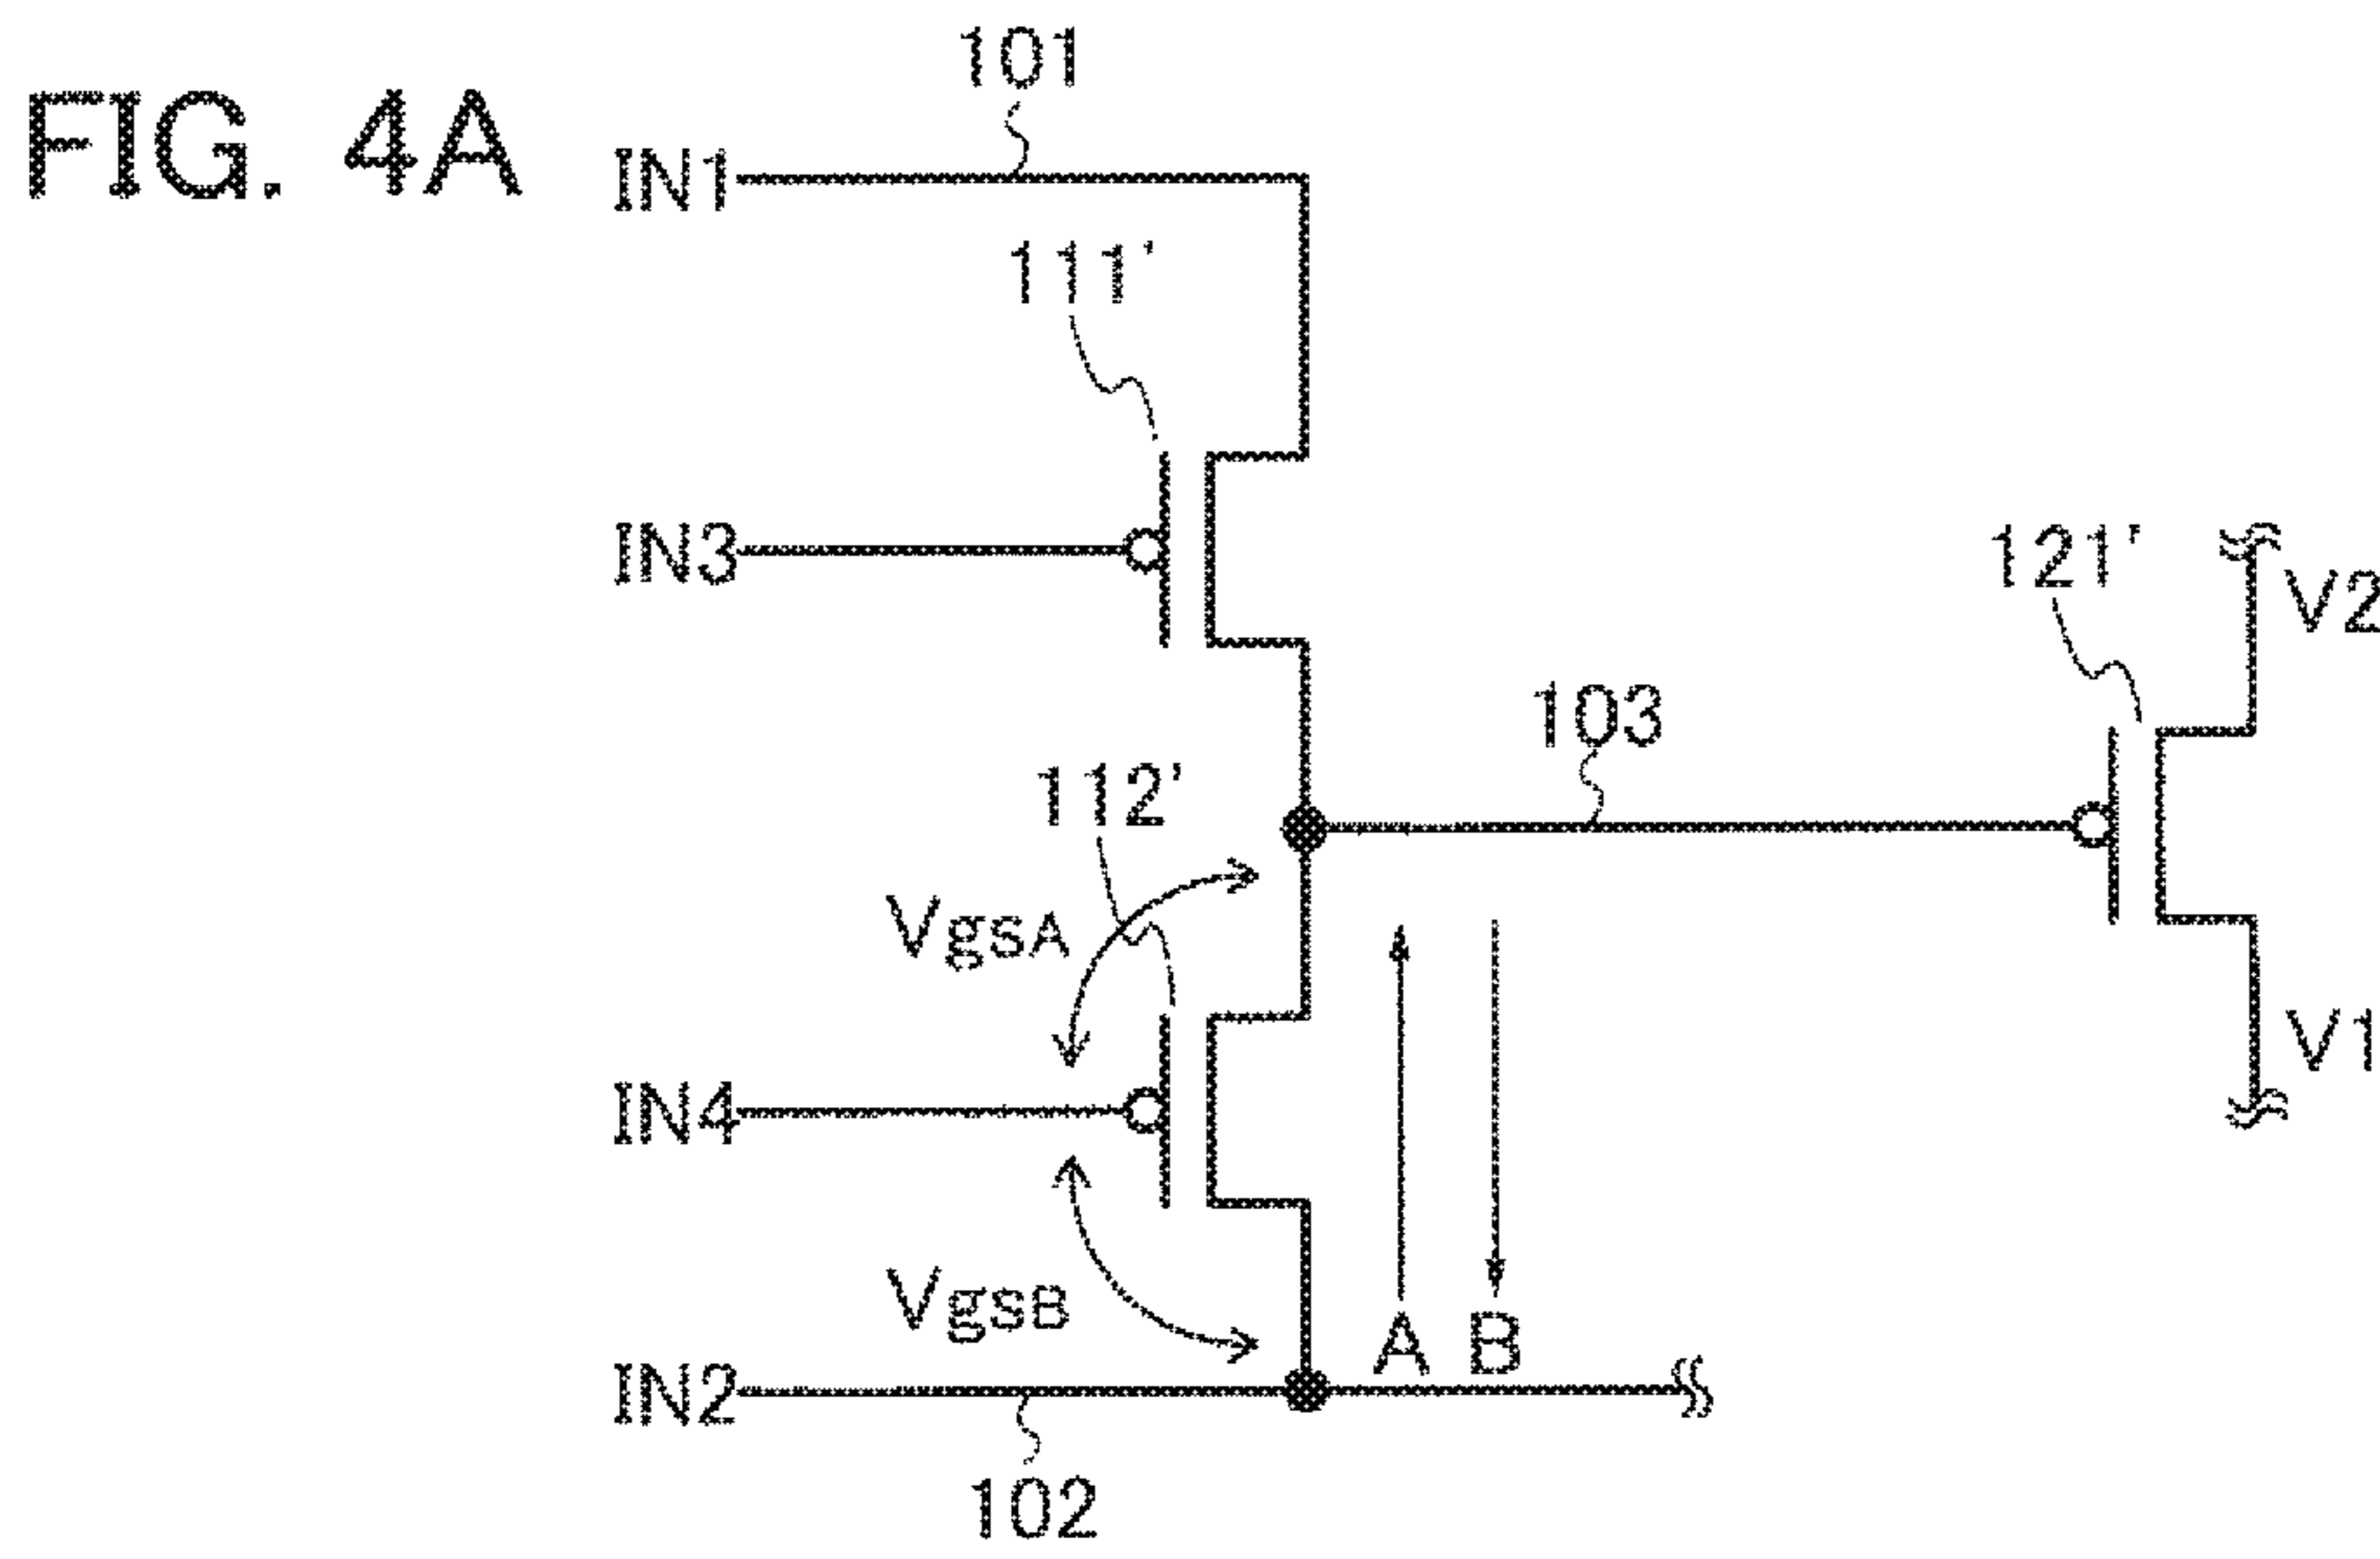 FIG. 4A
101
IN1
111'
IN3
121'
V2
103
112'
VgsA
IN4
V1
VgsB
A B
IN2
102